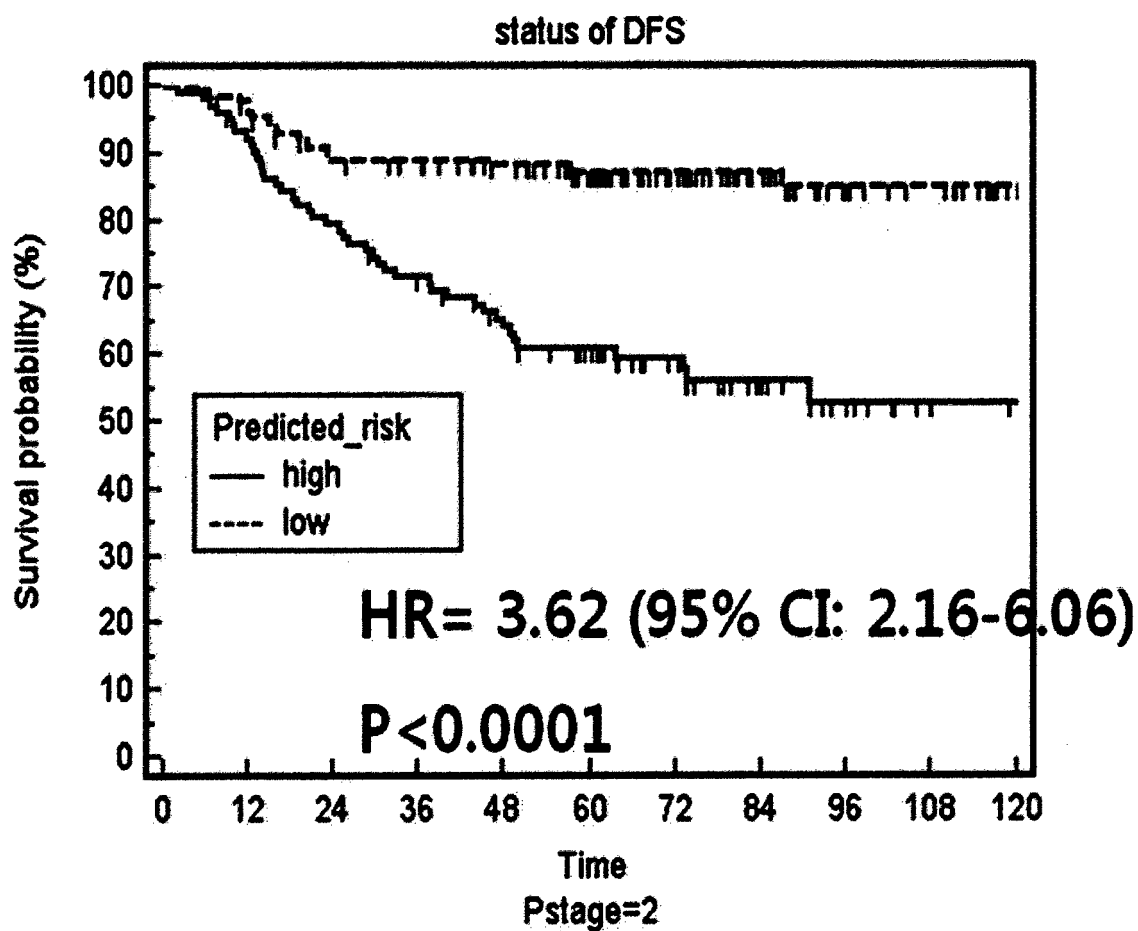 status of DFS
Survival probability (%)
100
90
80
70
60
50
40
30
20
10
0
Predicted_risk
high
low
HR= 3.62 (95% CI: 2.16-6.06)
P<0.0001
0 12 24 36 48 60 72 84 96 108 120
Time
Pstage=2